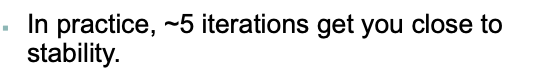 In practice, ~5 iterations get you close to
stability.